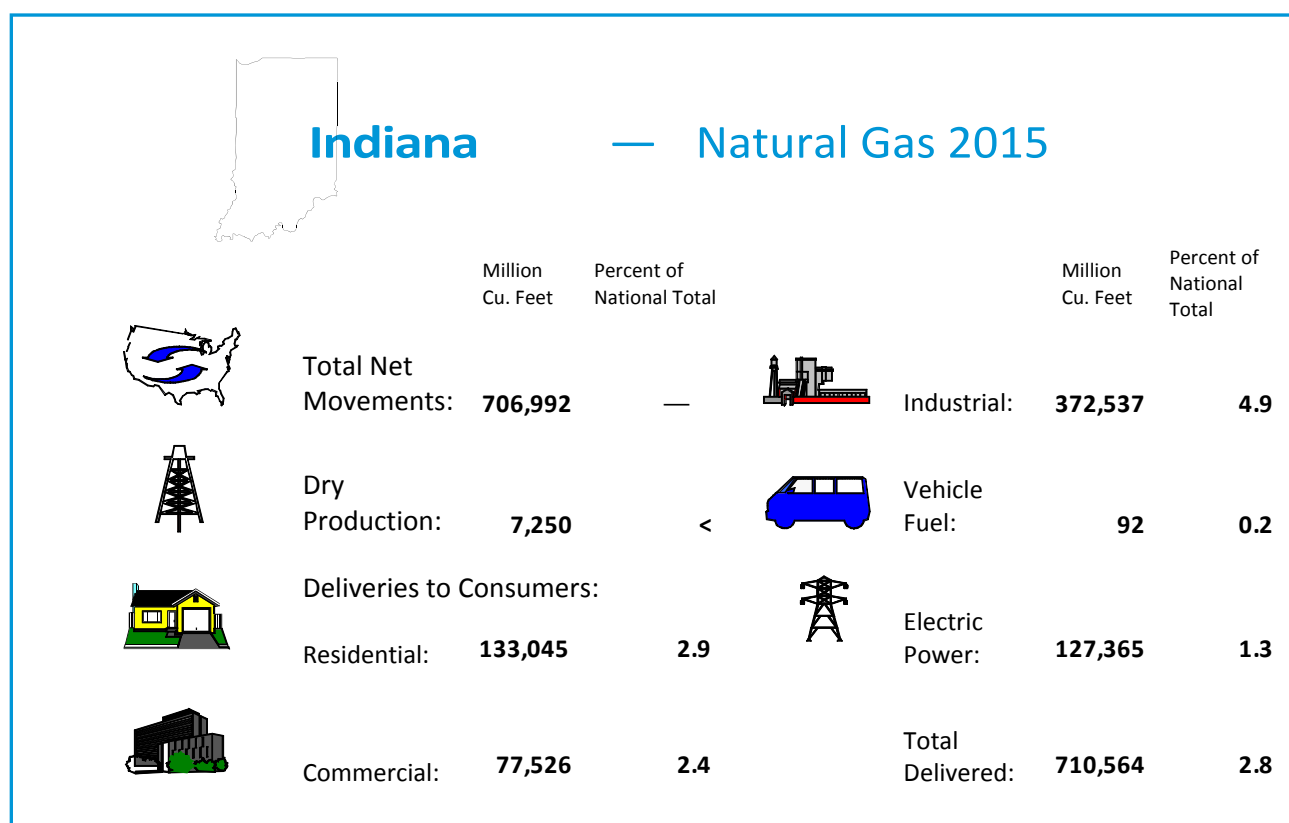 Indiana — Natural Gas 2015
Million
Cu. Feet
Percent of
National Total
Total Net
Movements: 706,992 —
Dry
Production: 7,250 <
Deliveries to Consumers:
Residential: 133,045 2.9
Commercial: 77,526 2.4
Million
Cu. Feet
Percent of
National
Total
Industrial: 372,537 4.9
Vehicle
Fuel: 92 0.2
Electric
Power: 127,365 1.3
Total
Delivered: 710,564 2.8